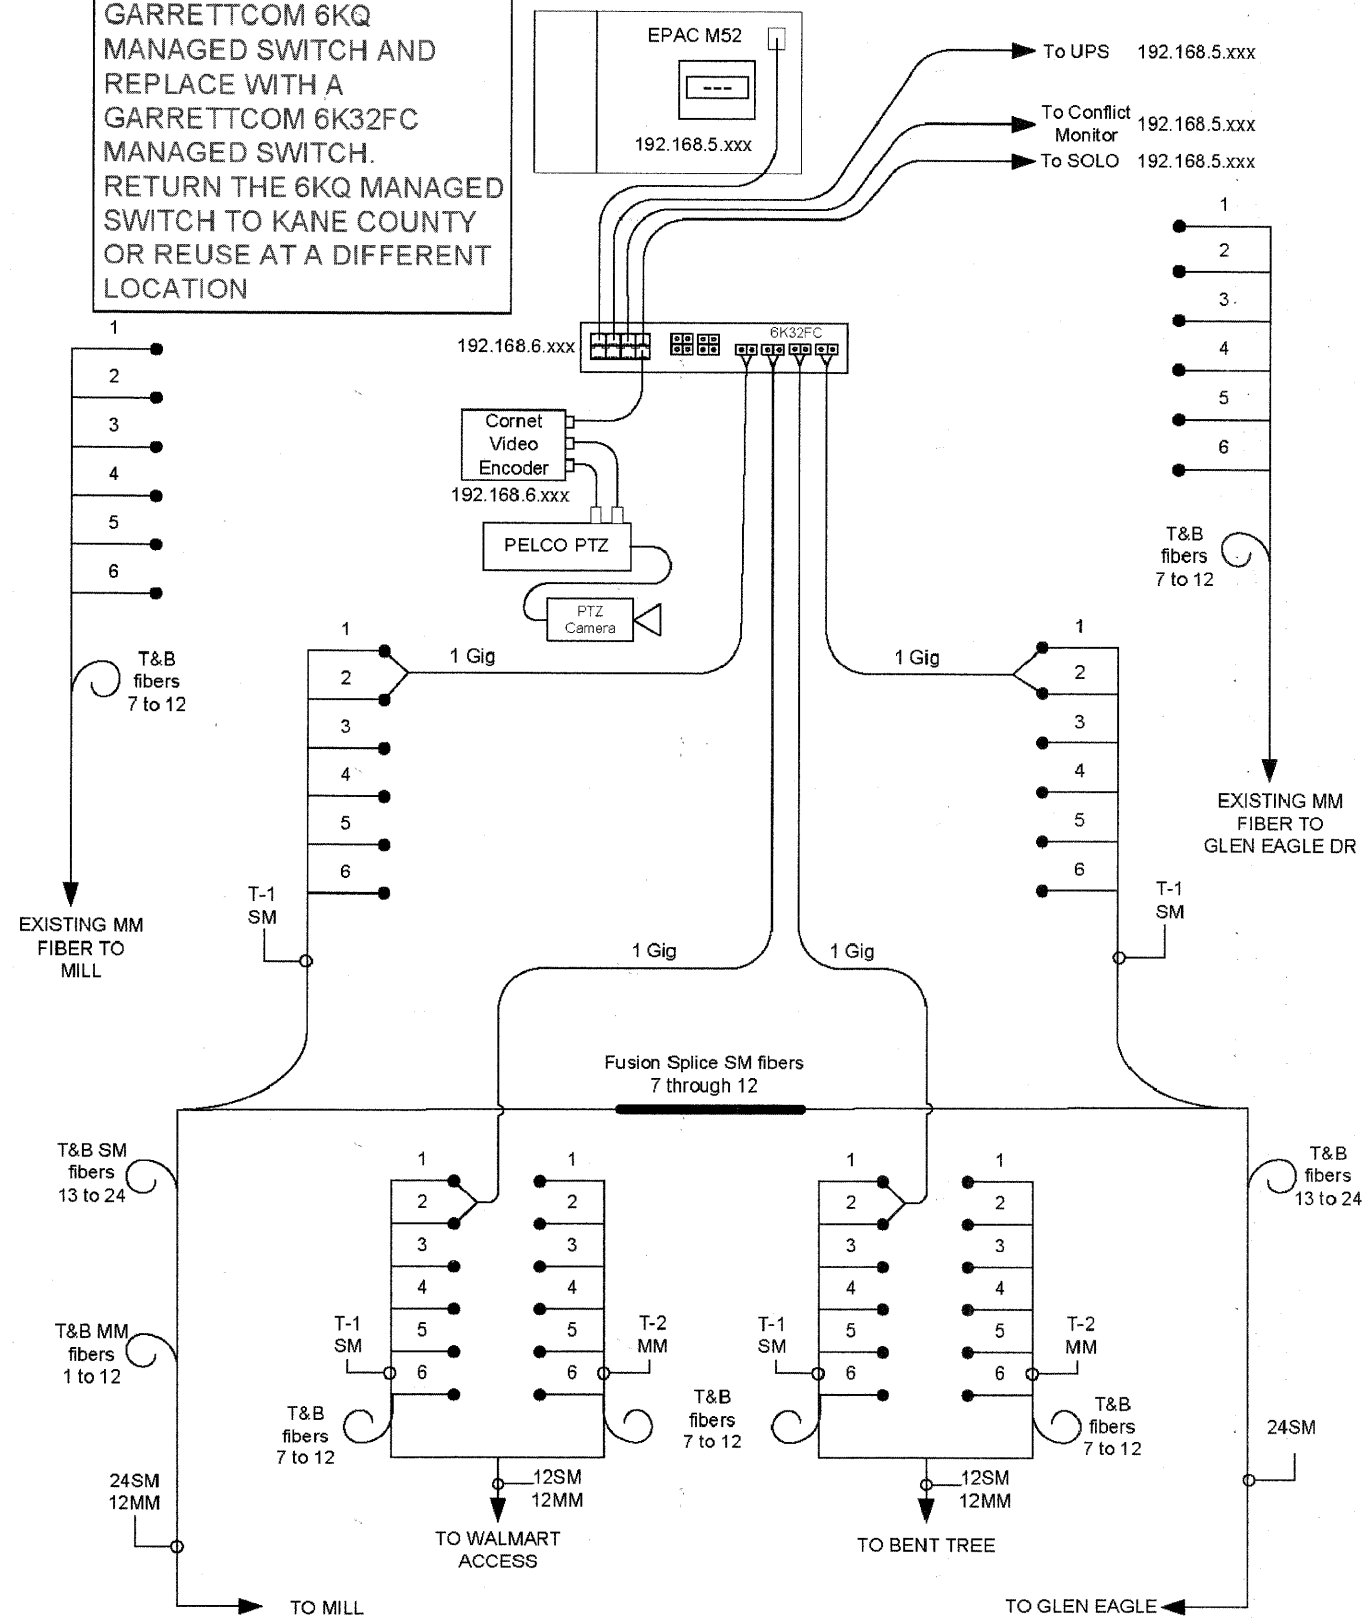 GARRETTCOM 6KQ
MANAGED SWITCH AND
REPLACE WITH A
GARRETTCOM 6K32FC
MANAGED SWITCH.
RETURN THE 6KQ MANAGED
SWITCH TO KANE COUNTY
OR REUSE AT A DIFFERENT
LOCATION
EPAC M52
---
192.168.5.xxx
To UPS 192.168.5.xxx
To Conflict
Monitor
192.168.5.xxx
To SOLO 192.168.5.xxx
192.168.6.xxx
6K32FC
Cornet
Video
Encoder
192.168.6.xxx
PELCO PTZ
PTZ
Camera
1
2
3
4
5
6
T&B
fibers
7 to 12
EXISTING MM
FIBER TO
MILL
1
2
3
4
5
6
T&B
fibers
7 to 12
EXISTING MM
FIBER TO
GLEN EAGLE DR
1
2
3
4
5
6
T-1
SM
1 Gig
1 Gig
1
2
3
4
5
6
T-1
SM
1 Gig
1 Gig
Fusion Splice SM fibers
7 through 12
T&B SM
fibers
13 to 24
T&B MM
fibers
1 to 12
24SM
12MM
TO MILL
1
2
3
4
5
6
T-1
SM
T&B
fibers
7 to 12
1
2
3
4
5
6
T-2
MM
12SM
12MM
TO WALMART
ACCESS
T&B
fibers
7 to 12
1
2
3
4
5
6
T-1
SM
1
2
3
4
5
6
T-2
MM
T&B
fibers
7 to 12
12SM
12MM
TO BENT TREE
T&B
fibers
13 to 24
24SM
TO GLEN EAGLE